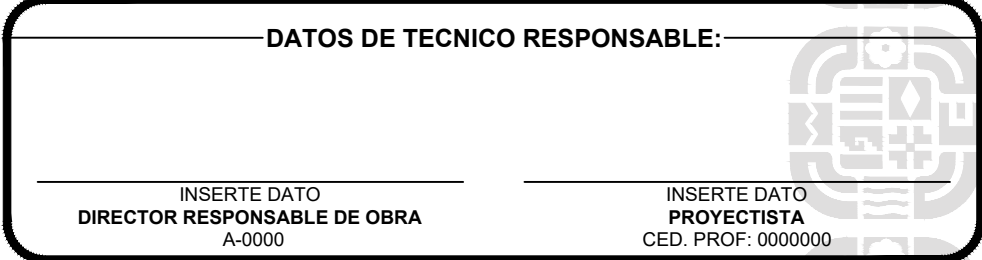 DATOS DE TECNICO RESPONSABLE:
INSERTE DATO
DIRECTOR RESPONSABLE DE OBRA
A-0000
INSERTE DATO
PROYECTISTA
CED. PROF: 0000000